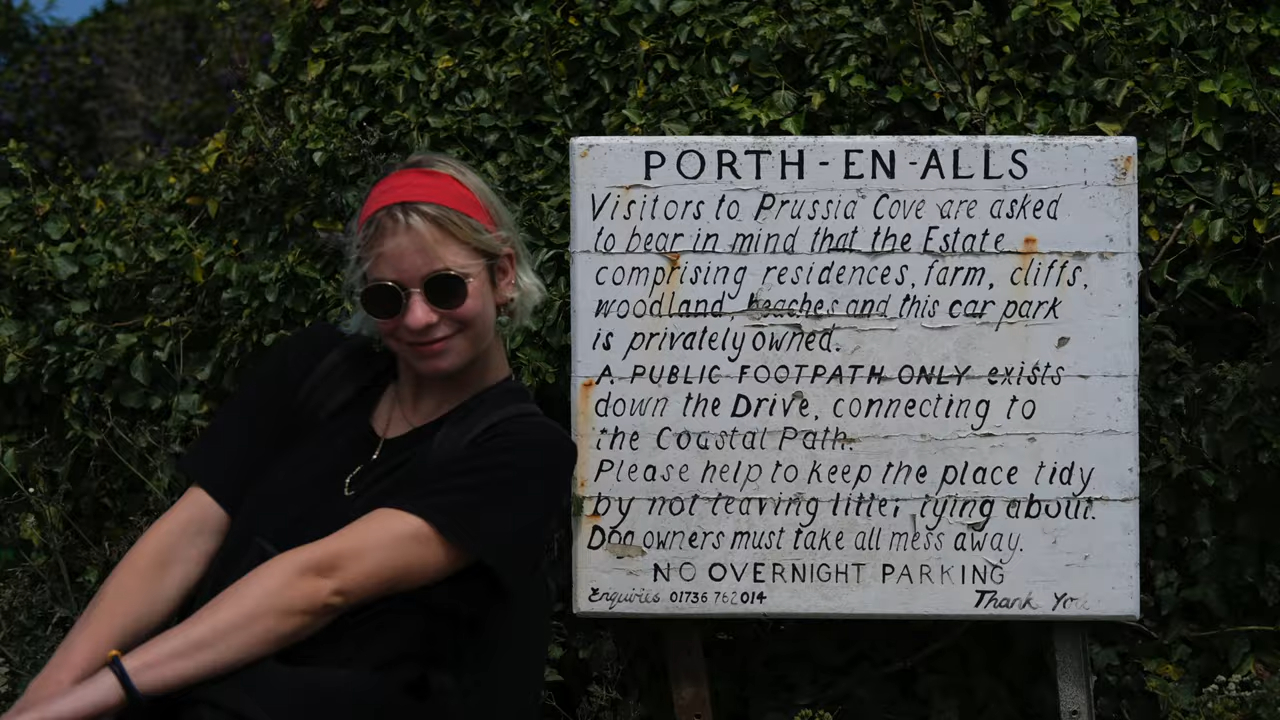 PORTH-EN-ALLS
Visitors to Prussia Cove are asked
to bear in mind that the Estate
comprising residences, farm, cliffs,
woodland beaches and this car park
is privately owned.
A PUBLIC FOOTPATH ONLY exists
down the Drive, connecting to
the Coastal Path.
Please help to keep the place tidy
by not leaving litter lying about.
Dog owners must take all mess away.
NO OVERNIGHT PARKING
Enquiries 01736 762014 Thank You